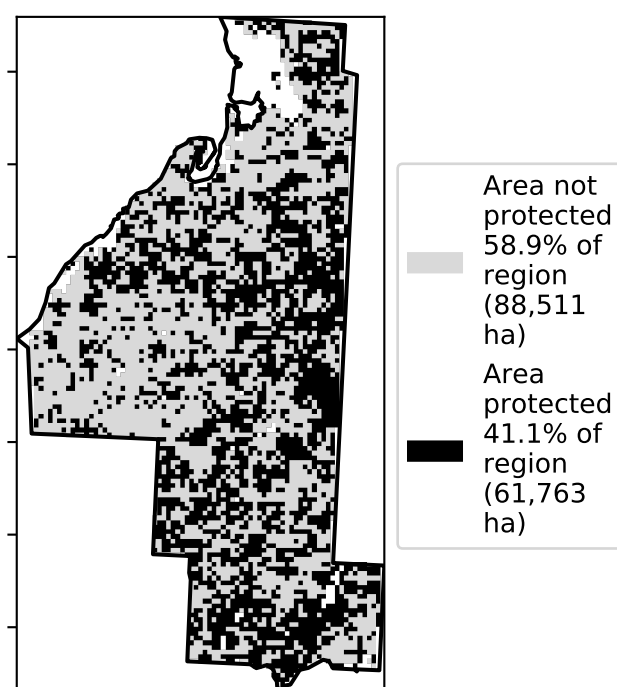 Area not
protected
58.9% of
region
(88,511
ha)
Area
protected
41.1% of
region
(61,763
ha)